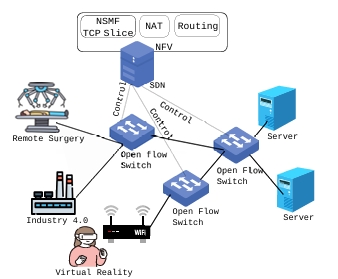 NSMF
TCP Slice
NAT
Routing
NFV
SDN
Control
Control
Control
Remote Surgery
Open flow
Switch
Server
Open Flow
Switch
Industry 4.0
Open Flow
Switch
Server
WiFi
Virtual Reality